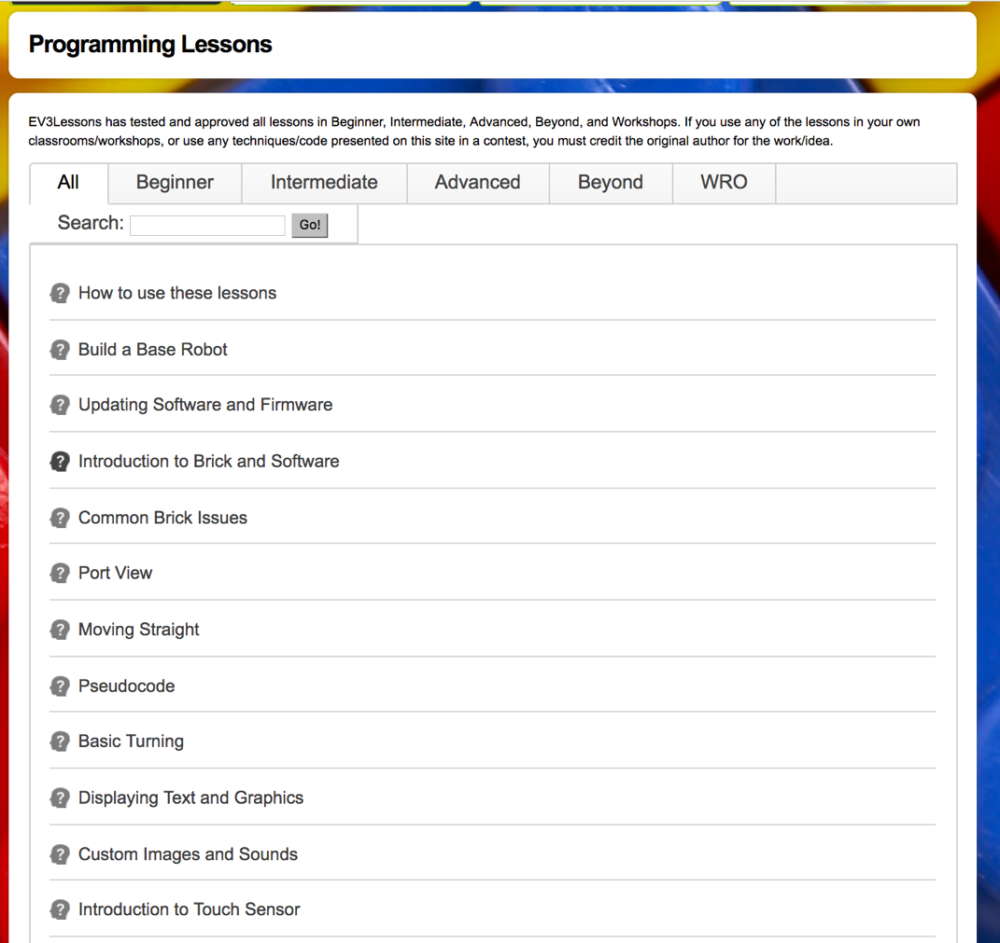 Programming Lessons
EV3Lessons has tested and approved all lessons in Beginner, Intermediate, Advanced, Beyond, and Workshops. If you use any of the lessons in your own
classrooms/workshops, or use any techniques/code presented on this site in a contest, you must credit the original author for the work/idea.
All Beginner Intermediate Advanced Beyond WRO
Search: Go!
? How to use these lessons
? Build a Base Robot
? Updating Software and Firmware
? Introduction to Brick and Software
? Common Brick Issues
? Port View
? Moving Straight
? Pseudocode
? Basic Turning
? Displaying Text and Graphics
? Custom Images and Sounds
? Introduction to Touch Sensor